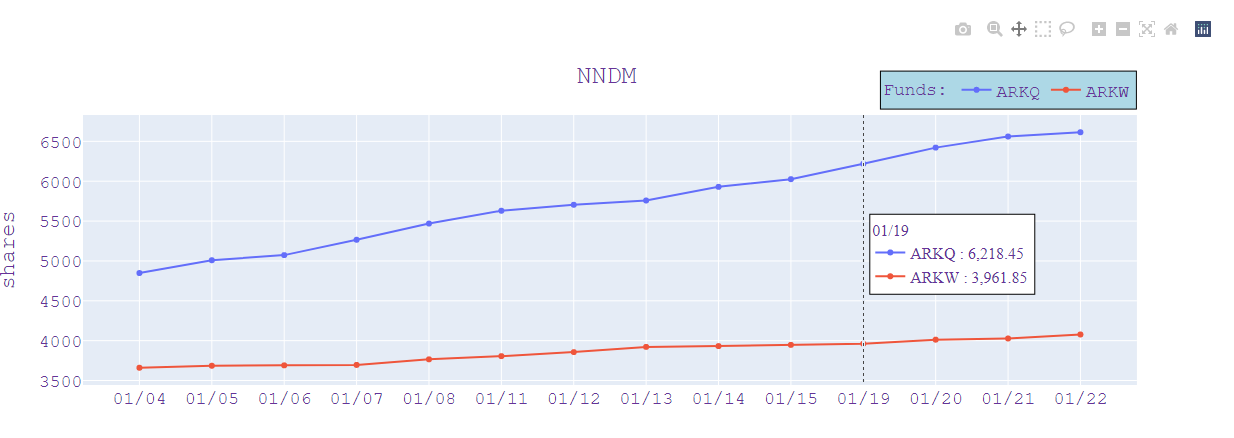 NNDM
Funds: ARKQ ARKW
shares
6500
6000
5500
5000
4500
4000
3500
01/19
ARKQ : 6,218.45
ARKW : 3,961.85
01/04 01/05 01/06 01/07 01/08 01/11 01/12 01/13 01/14 01/15 01/19 01/20 01/21 01/22